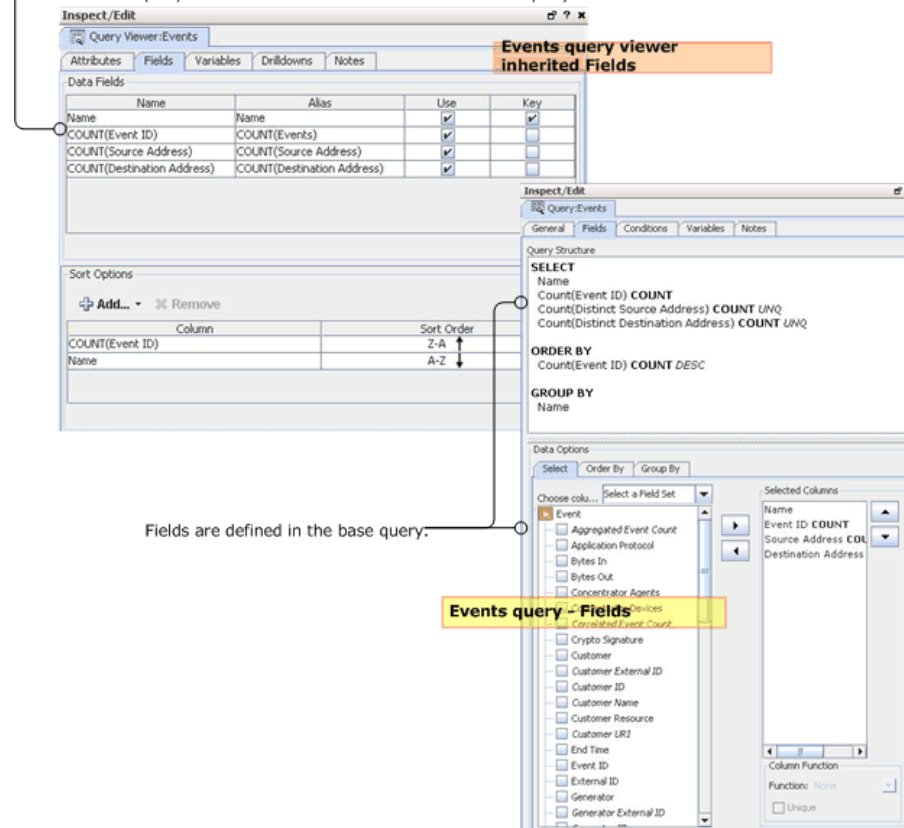 Inspect/Edit
Query Viewer:Events
Attributes Fields Variables Drilldowns Notes
Events query viewer
inherited Fields
Data Fields
Name Alias Use Key
Name Name
COUNT(Event ID) COUNT(Events)
COUNT(Source Address) COUNT(Source Address)
COUNT(Destination Address) COUNT(Destination Address)
Sort Options
Add... Remove
Column Sort Order
COUNT(Event ID) Z-A
Name A-Z
Inspect/Edit
Query:Events
General Fields Conditions Variables Notes
Query Structure
SELECT
Name
Count(Event ID) COUNT
Count(Distinct Source Address) COUNT UNQ
Count(Distinct Destination Address) COUNT UNQ
ORDER BY
Count(Event ID) COUNT DESC
GROUP BY
Name
Fields are defined in the base query.
Data Options
Select Order By Group By
Choose colu... Select a Field Set
Event
Aggregated Event Count
Application Protocol
Bytes In
Bytes Out
Concentrator Agents
Devices
Events query - Fields
Correlated Event Count
Crypto Signature
Customer
Customer External ID
Customer ID
Customer Name
Customer Resource
Customer URI
End Time
Event ID
External ID
Generator
Generator External ID
Selected Columns
Name
Event ID COUNT
Source Address COU
Destination Address
Column Function
Function: None
Unique